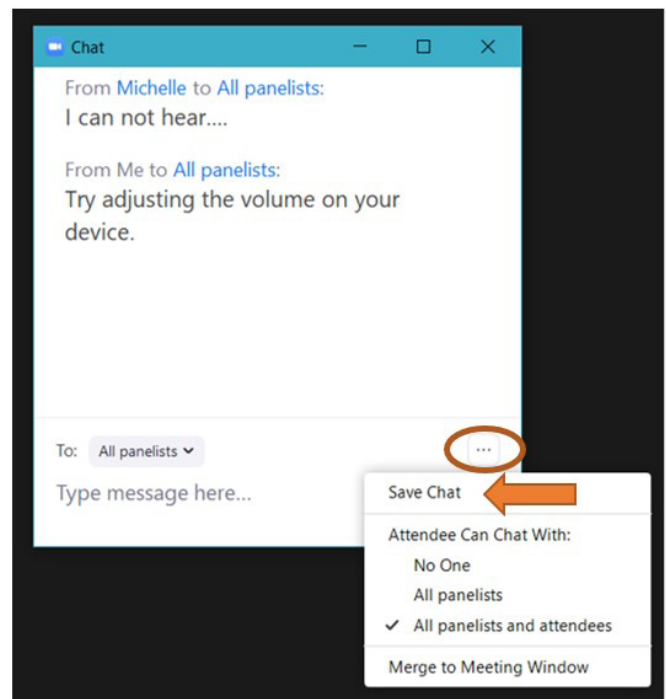 Chat
From Michelle to All panelists:
I can not hear....
From Me to All panelists:
Try adjusting the volume on your
device.
To: All panelists
...
Type message here...
Save Chat
Attendee Can Chat With:
No One
All panelists
All panelists and attendees
Merge to Meeting Window